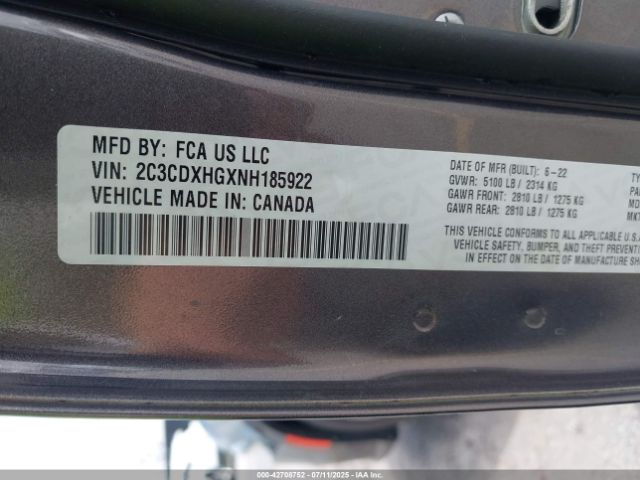 MFD BY: FCA US LLC
VIN: 2C3CDXHGXNH185922
VEHICLE MADE IN: CANADA
DATE OF MFR (BUILT): 6-22
GVWR: 5100 LB / 2314 KG
GAWR FRONT: 2810 LB / 1275 KG
GAWR REAR: 2810 LB / 1275 KG
THIS VEHICLE CONFORMS TO ALL APPLICABLE U.S.A.
VEHICLE SAFETY, BUMPER, AND THEFT PREVENTION
IN EFFECT ON THE DATE OF MANUFACTURE
000-42708752 07/11/2025 - IAA Inc.